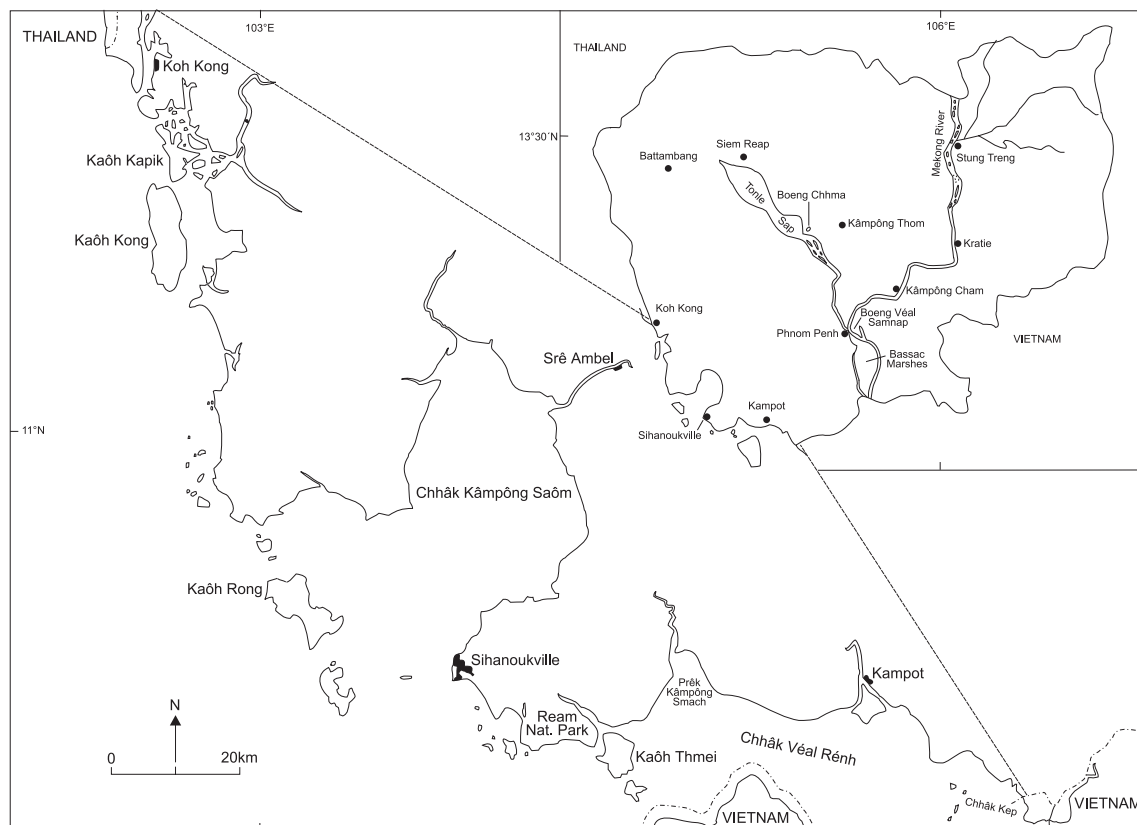 103°E
106°E
THAILAND
Koh Kong
Kaôh Kapik
Kaôh Kong
Srê Ambel
11°N
Chhâk Kâmpông Saôm
Kaôh Rong
Sihanoukville
Ream
Nat. Park
Kaôh Thmei
Prêk
Kâmpông
Smach
Kampot
Chhâk Véal Rénh
Chhâk Kep
VIETNAM
VIETNAM
N
0
20km
THAILAND
13°30´N
Battambang
Siem Reap
Tonle
Sap
Boeng Chhma
Kâmpông Thom
Mekong River
Stung Treng
Kratie
Kâmpông Cham
Koh Kong
Phnom Penh
Boeng Véal
Samnap
Bassac
Marshes
VIETNAM
Sihanoukville
Kampot